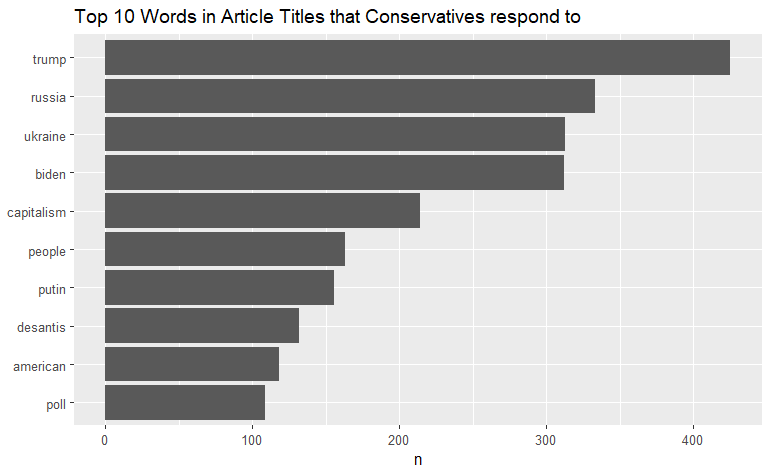 Top 10 Words in Article Titles that Conservatives respond to
trump
russia
ukraine
biden
capitalism
people
putin
desantis
american
poll
0 100 200 300 400
n